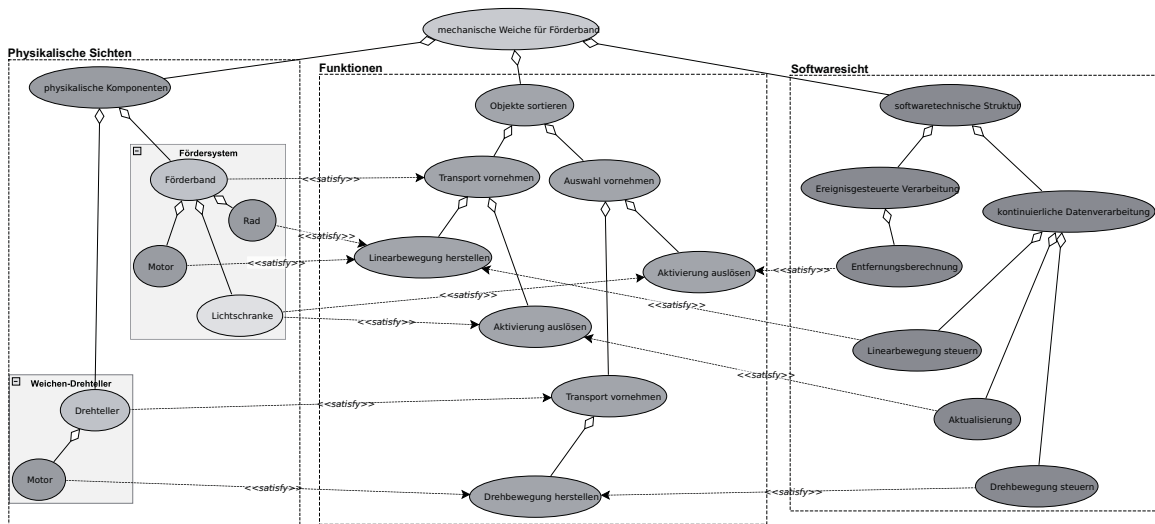 mechanische Weiche für Förderband
Physikalische Sichten
Funktionen
Softwaresicht
physikalische Komponenten
Objekte sortieren
softwaretechnische Struktur
Fördersystem
Förderband
<<satisfy>>
Transport vornehmen
Auswahl vornehmen
Ereignisgesteuerte Verarbeitung
Rad
<<satisfy>>
kontinuierliche Datenverarbeitung
Motor
<<satisfy>>
Linearbewegung herstellen
Aktivierung auslösen
<<satisfy>>
Entfernungsberechnung
<<satisfy>>
<<satisfy>>
Lichtschranke
<<satisfy>>
Aktivierung auslösen
Linearbewegung steuern
<<satisfy>>
Weichen-Drehteller
Drehteller
<<satisfy>>
Transport vornehmen
Aktualisierung
Motor
<<satisfy>>
Drehbewegung herstellen
<<satisfy>>
Drehbewegung steuern